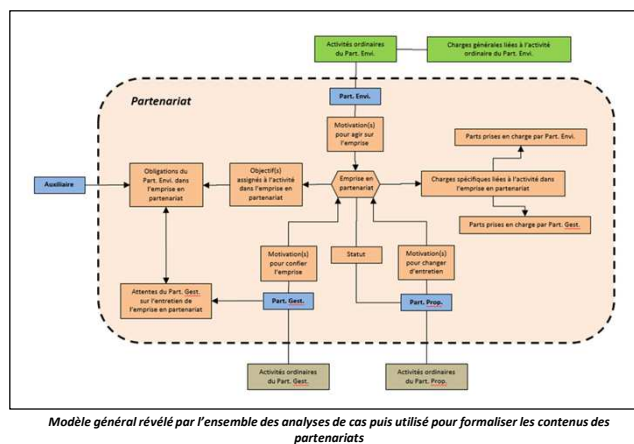 Activités ordinaires
du Part. Envi.
Charges générales liées à l'activité
ordinaire du Part. Envi.
Partenariat
Part. Envi.
Motivation(s)
pour agir sur
l'emprise
Parts prises en charge par Part. Envi.
Auxiliaire
Obligations du
Part. Envi. dans
l'emprise en
partenariat
Objectif(s)
assignés à l'activité
dans l'emprise en
partenariat
Emprise en
partenariat
Charges spécifiques liées à l'activité dans
l'emprise en partenariat
Parts prises en charge par Part. Gest.
Motivation(s)
pour confier
l'emprise
Statut
Motivation(s)
pour changer
d'entretien
Attentes du Part. Gest.
sur l'entretien de
l'emprise en partenariat
Part. Gest.
Part. Prop.
Activités ordinaires
du Part. Gest.
Activités ordinaires
du Part. Prop.
Modèle général révélé par l'ensemble des analyses de cas puis utilisé pour formaliser les contenus des
partenariats